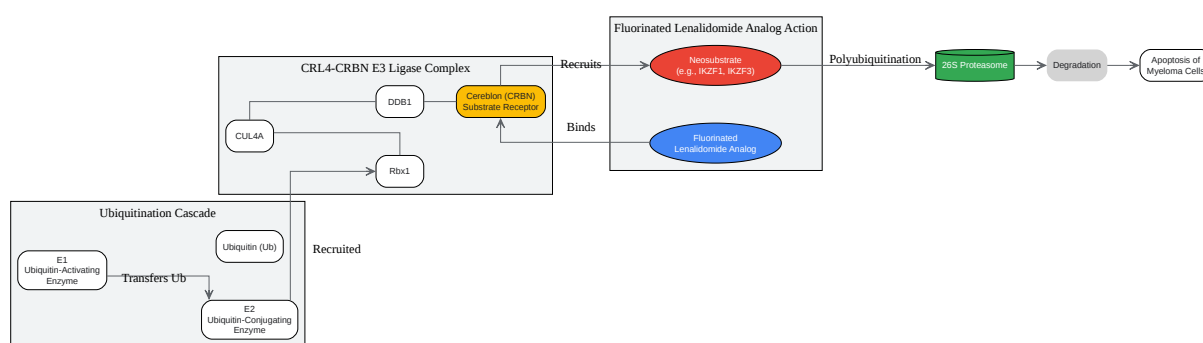 Fluorinated Lenalidomide Analog Action
Neosubstrate
(e.g., IKZF1, IKZF3)
Fluorinated
Lenalidomide Analog
Recruits
Binds
Polyubiquitination
26S Proteasome
Degradation
Apoptosis of
Myeloma Cells
CRL4-CRBN E3 Ligase Complex
DDB1
Cereblon (CRBN)
Substrate Receptor
CUL4A
Rbx1
Recruited
Ubiquitination Cascade
Ubiquitin (Ub)
E1
Ubiquitin-Activating
Enzyme
Transfers Ub
E2
Ubiquitin-Conjugating
Enzyme